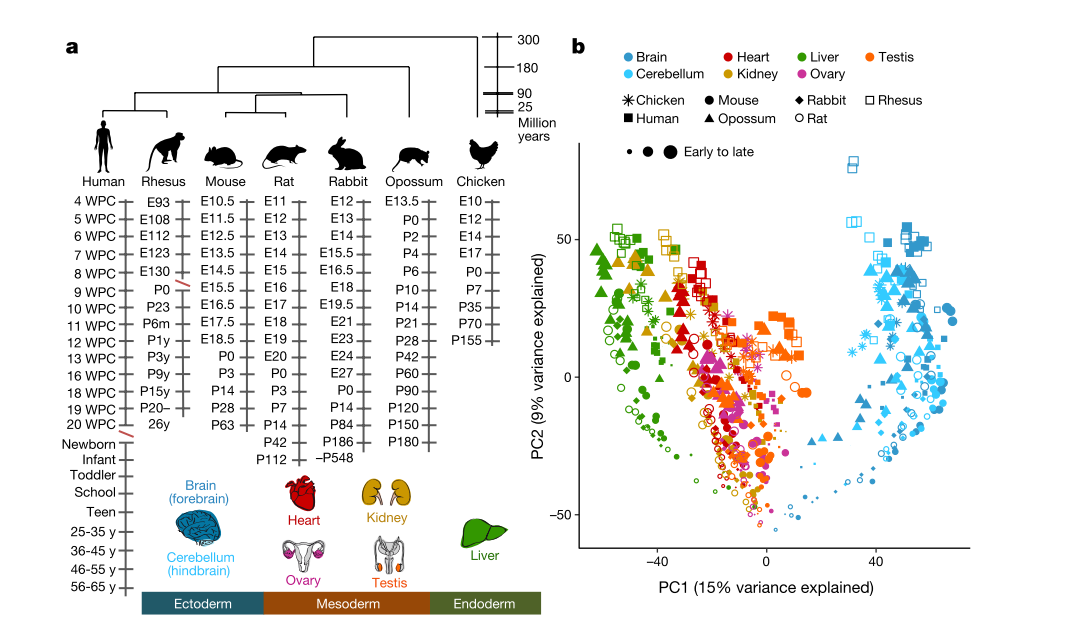 a
300
180
90
25
Million
years
Human Rhesus Mouse Rat Rabbit Opossum Chicken
4 WPC E93 E10.5 E11 E12 E13.5 E10
5 WPC E108 E11.5 E12 E13 P0 E12
6 WPC E112 E12.5 E13 E14 P2 E14
7 WPC E123 E13.5 E14 E15.5 P4 E17
8 WPC E130 E14.5 E15 E16.5 P6 P0
9 WPC P0 E15.5 E16 E18 P10 P7
10 WPC P23 E16.5 E17 E19.5 P14 P35
11 WPC P6m E17.5 E18 E21 P21 P70
12 WPC P1y E18.5 E19 E23 P28 P155
13 WPC P3y P0 E20 E24 P42
16 WPC P9y P3 P0 E27 P60
18 WPC P15y P14 P3 P0 P90
19 WPC P20– P28 P7 P14 P120
20 WPC 26y P63 P14 P84 P150
Newborn P42 P186 P180
Infant P112 –P548
Toddler
School
Teen
25-35 y
36-45 y
46-55 y
56-65 y
Brain
(forebrain)
Cerebellum
(hindbrain)
Heart
Kidney
Ovary
Testis
Liver
Ectoderm Mesoderm Endoderm
b
Brain Heart Liver Testis
Cerebellum Kidney Ovary
Chicken Mouse Rabbit Rhesus
Human Opossum Rat
Early to late
PC2 (9% variance explained)
50
0
–50
–40 0 40
PC1 (15% variance explained)